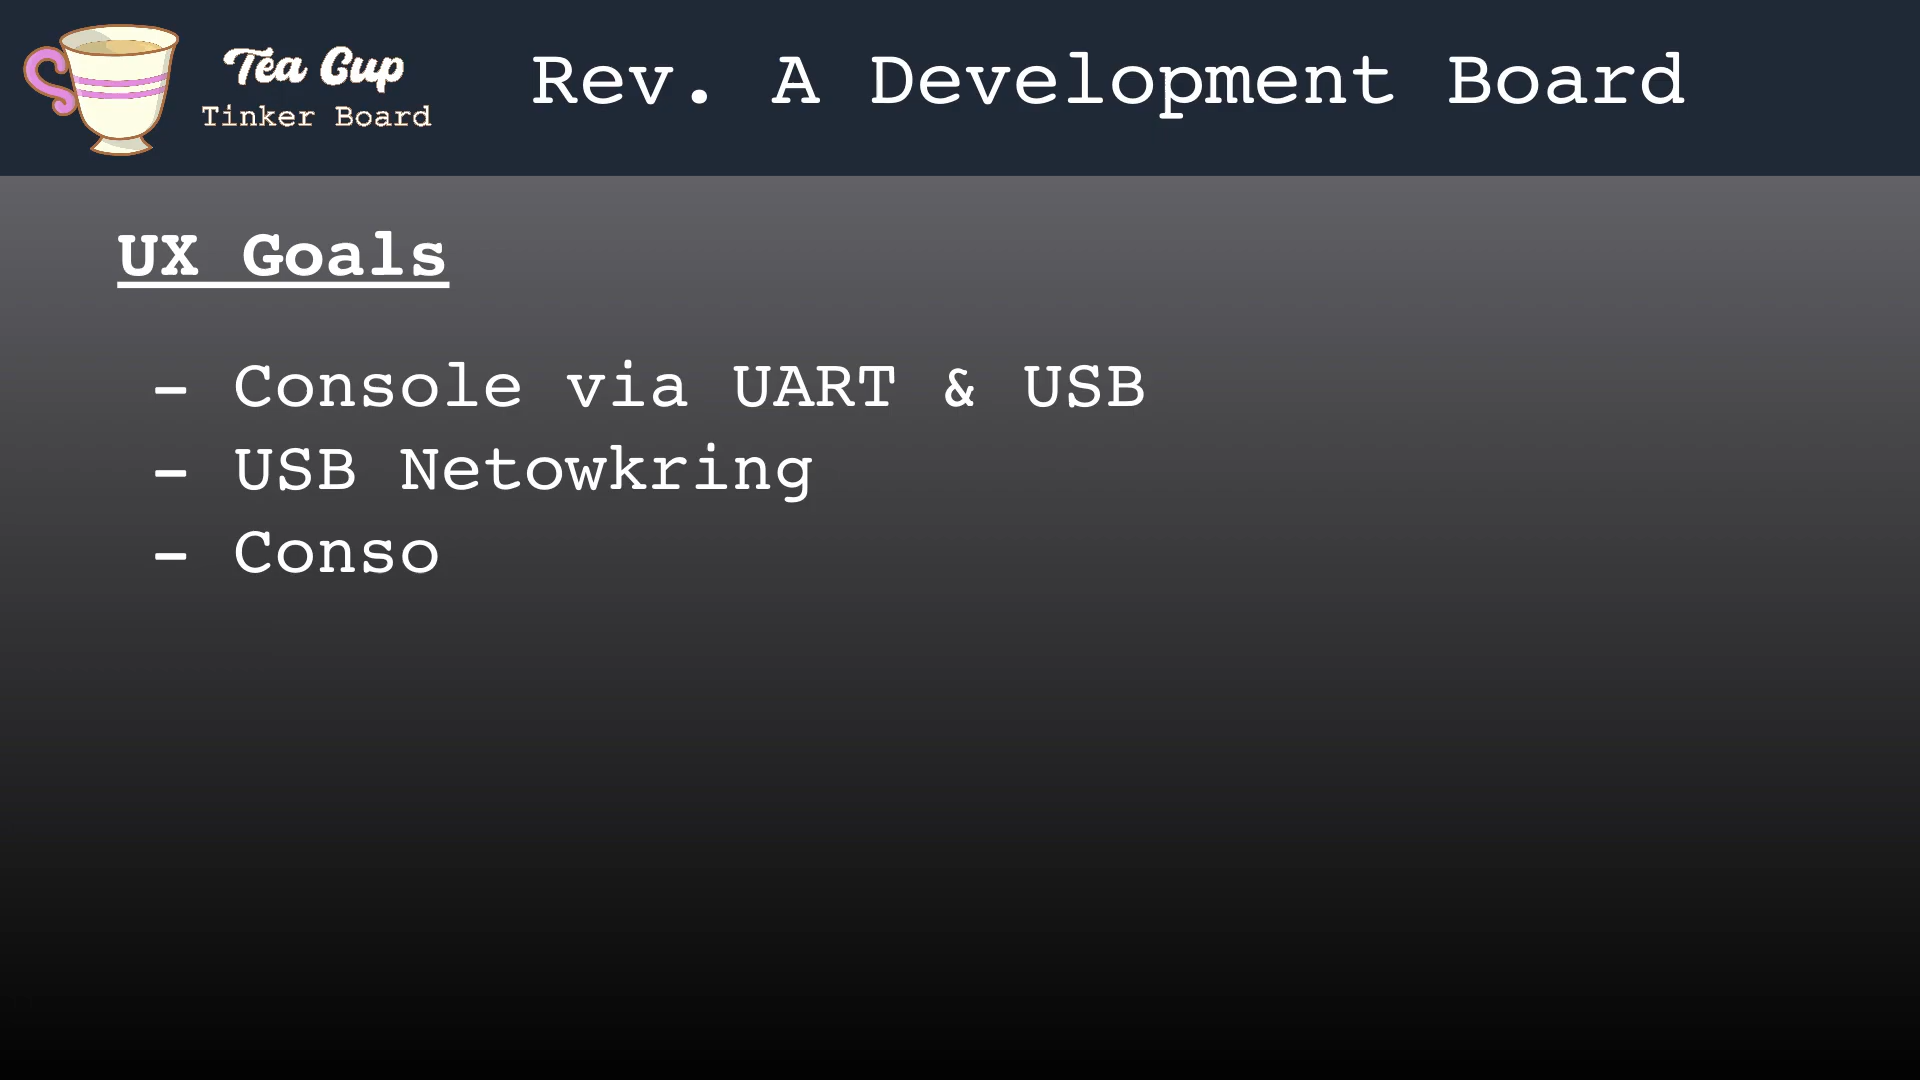 Tea Cup
Tinker Board
Rev. A Development Board
UX Goals
- Console via UART & USB
- USB Netowkring
- Conso